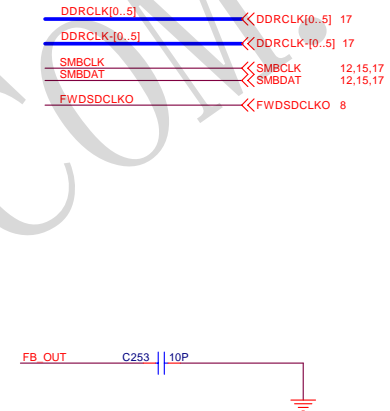 DDRCLK[0..5] DDRCLK[0..5] 17
DDRCLK-[0..5] DDRCLK-[0..5] 17
SMBCLK SMBCLK 12,15,17
SMBDAT SMBDAT 12,15,17
FWDSDCLKO FWDSDCLKO 8
COM.
FB_OUT C253 10P